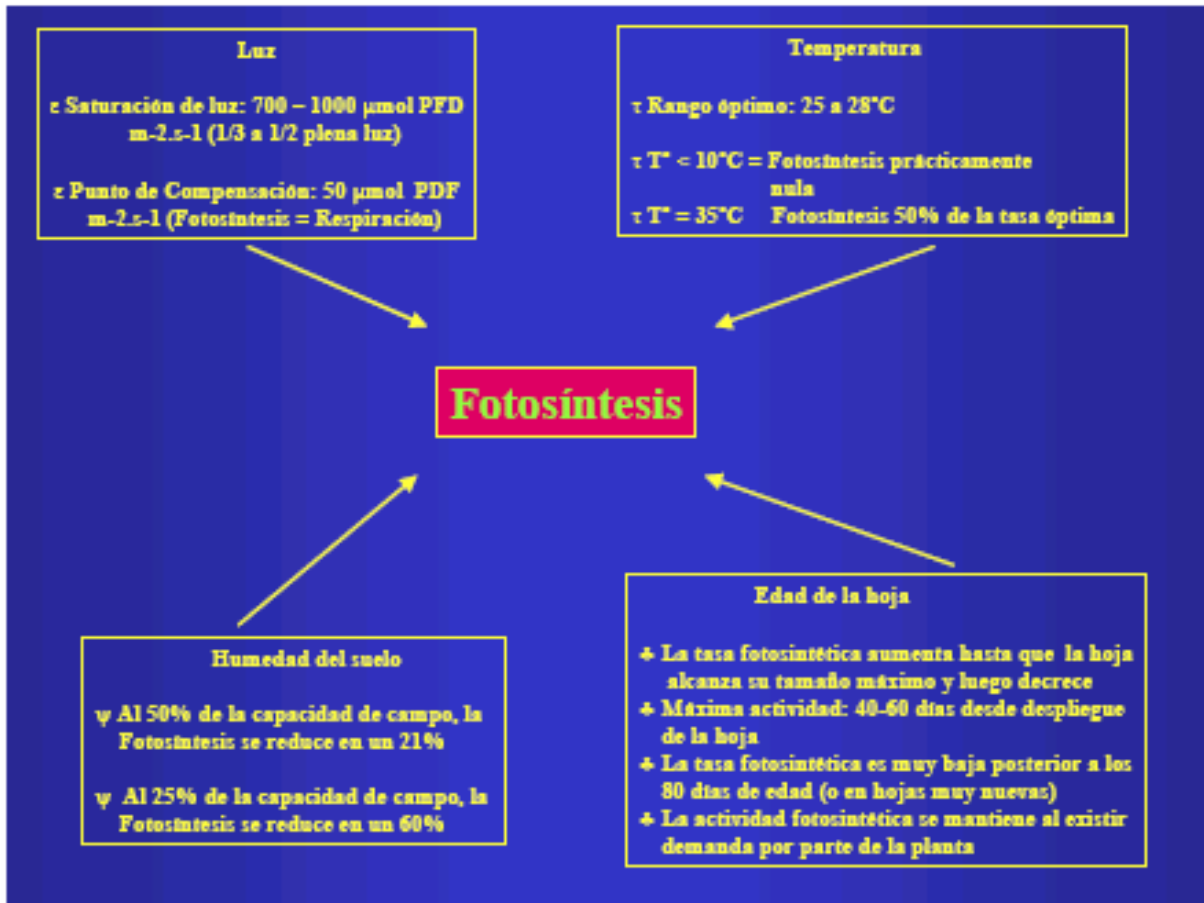 Luz
ε Saturación de luz: 700 – 1000 µmol PFD
m-2.s-1 (1/3 a 1/2 plena luz)
ε Punto de Compensación: 50 µmol PDF
m-2.s-1 (Fotosíntesis = Respiración)
Temperatura
τ Rango óptimo: 25 a 28°C
τ T° < 10°C = Fotosíntesis prácticamente
nula
τ T° = 35°C Fotosíntesis 50% de la tasa óptima
Fotosíntesis
Humedad del suelo
ψ Al 50% de la capacidad de campo, la
Fotosíntesis se reduce en un 21%
ψ Al 25% de la capacidad de campo, la
Fotosíntesis se reduce en un 60%
Edad de la hoja
♣ La tasa fotosintética aumenta hasta que la hoja
alcanza su tamaño máximo y luego decrece
♣ Máxima actividad: 40-60 días desde despliegue
de la hoja
♣ La tasa fotosintética es muy baja posterior a los
80 días de edad (o en hojas muy nuevas)
♣ La actividad fotosintética se mantiene al existir
demanda por parte de la planta